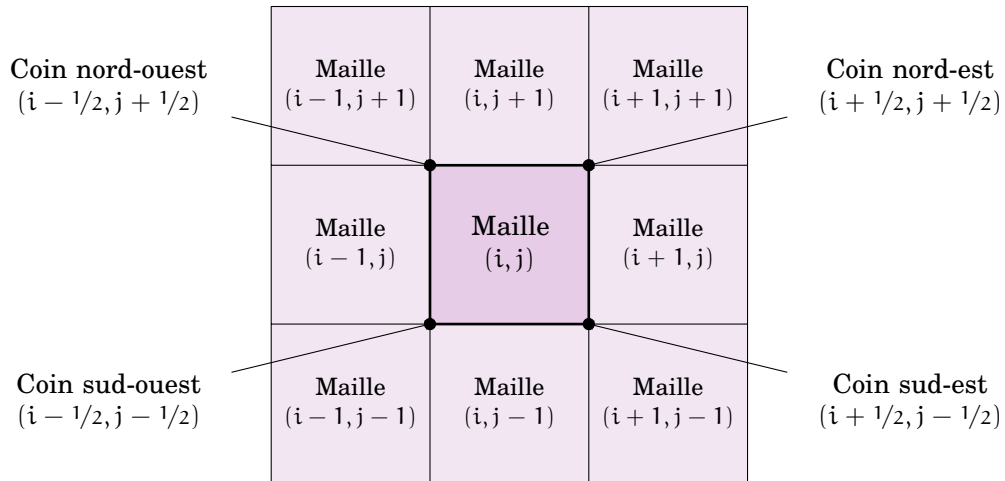 Coin nord-ouest
(i − 1/2, j + 1/2)
Maille
(i − 1, j + 1)
Maille
(i, j + 1)
Maille
(i + 1, j + 1)
Coin nord-est
(i + 1/2, j + 1/2)
Maille
(i − 1, j)
Maille
(i, j)
Maille
(i + 1, j)
Coin sud-ouest
(i − 1/2, j − 1/2)
Maille
(i − 1, j − 1)
Maille
(i, j − 1)
Maille
(i + 1, j − 1)
Coin sud-est
(i + 1/2, j − 1/2)